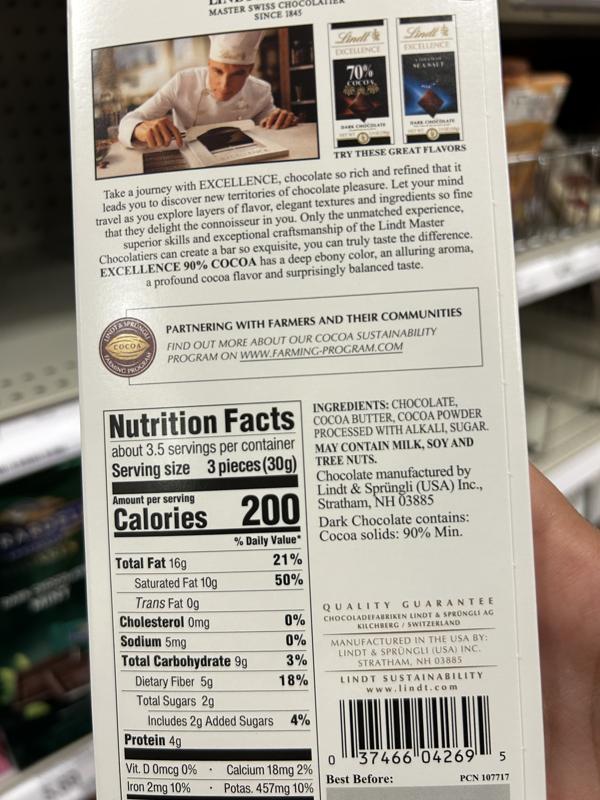 MASTER SWISS CHOCOLATIER
SINCE 1845
Lindt
EXCELLENCE
70%
COCOA
DARK CHOCOLATE
Lindt
EXCELLENCE
SEA SALT
DARK CHOCOLATE
TRY THESE GREAT FLAVORS
Take a journey with EXCELLENCE, chocolate so rich and refined that it
leads you to discover new territories of chocolate pleasure. Let your mind
travel as you explore layers of flavor, elegant textures and ingredients so fine
that they delight the connoisseur in you. Only the unmatched experience,
superior skills and exceptional craftsmanship of the Lindt Master
Chocolatiers can create a bar so exquisite, you can truly taste the difference.
EXCELLENCE 90% COCOA has a deep ebony color, an alluring aroma,
a profound cocoa flavor and surprisingly balanced taste.
LINDT & SPRÜNGLI
COCOA
FARMING PROGRAM
PARTNERING WITH FARMERS AND THEIR COMMUNITIES
FIND OUT MORE ABOUT OUR COCOA SUSTAINABILITY
PROGRAM ON WWW.FARMING-PROGRAM.COM
Nutrition Facts
about 3.5 servings per container
Serving size 3 pieces (30g)
Amount per serving
Calories 200
% Daily Value*
Total Fat 16g 21%
Saturated Fat 10g 50%
Trans Fat 0g
Cholesterol 0mg 0%
Sodium 5mg 0%
Total Carbohydrate 9g 3%
Dietary Fiber 5g 18%
Total Sugars 2g
Includes 2g Added Sugars 4%
Protein 4g
Vit. D 0mcg 0% · Calcium 18mg 2%
Iron 2mg 10% · Potas. 457mg 10%
INGREDIENTS: CHOCOLATE,
COCOA BUTTER, COCOA POWDER
PROCESSED WITH ALKALI, SUGAR.
MAY CONTAIN MILK, SOY AND
TREE NUTS.
Chocolate manufactured by
Lindt & Sprüngli (USA) Inc.,
Stratham, NH 03885
Dark Chocolate contains:
Cocoa solids: 90% Min.
QUALITY GUARANTEE
CHOCOLADEFABRIKEN LINDT & SPRÜNGLI AG
KILCHBERG / SWITZERLAND
MANUFACTURED IN THE USA BY:
LINDT & SPRÜNGLI (USA) INC.
STRATHAM, NH 03885
LINDT SUSTAINABILITY
www.lindt.com
0 37466 04269 5
Best Before: PCN 107717